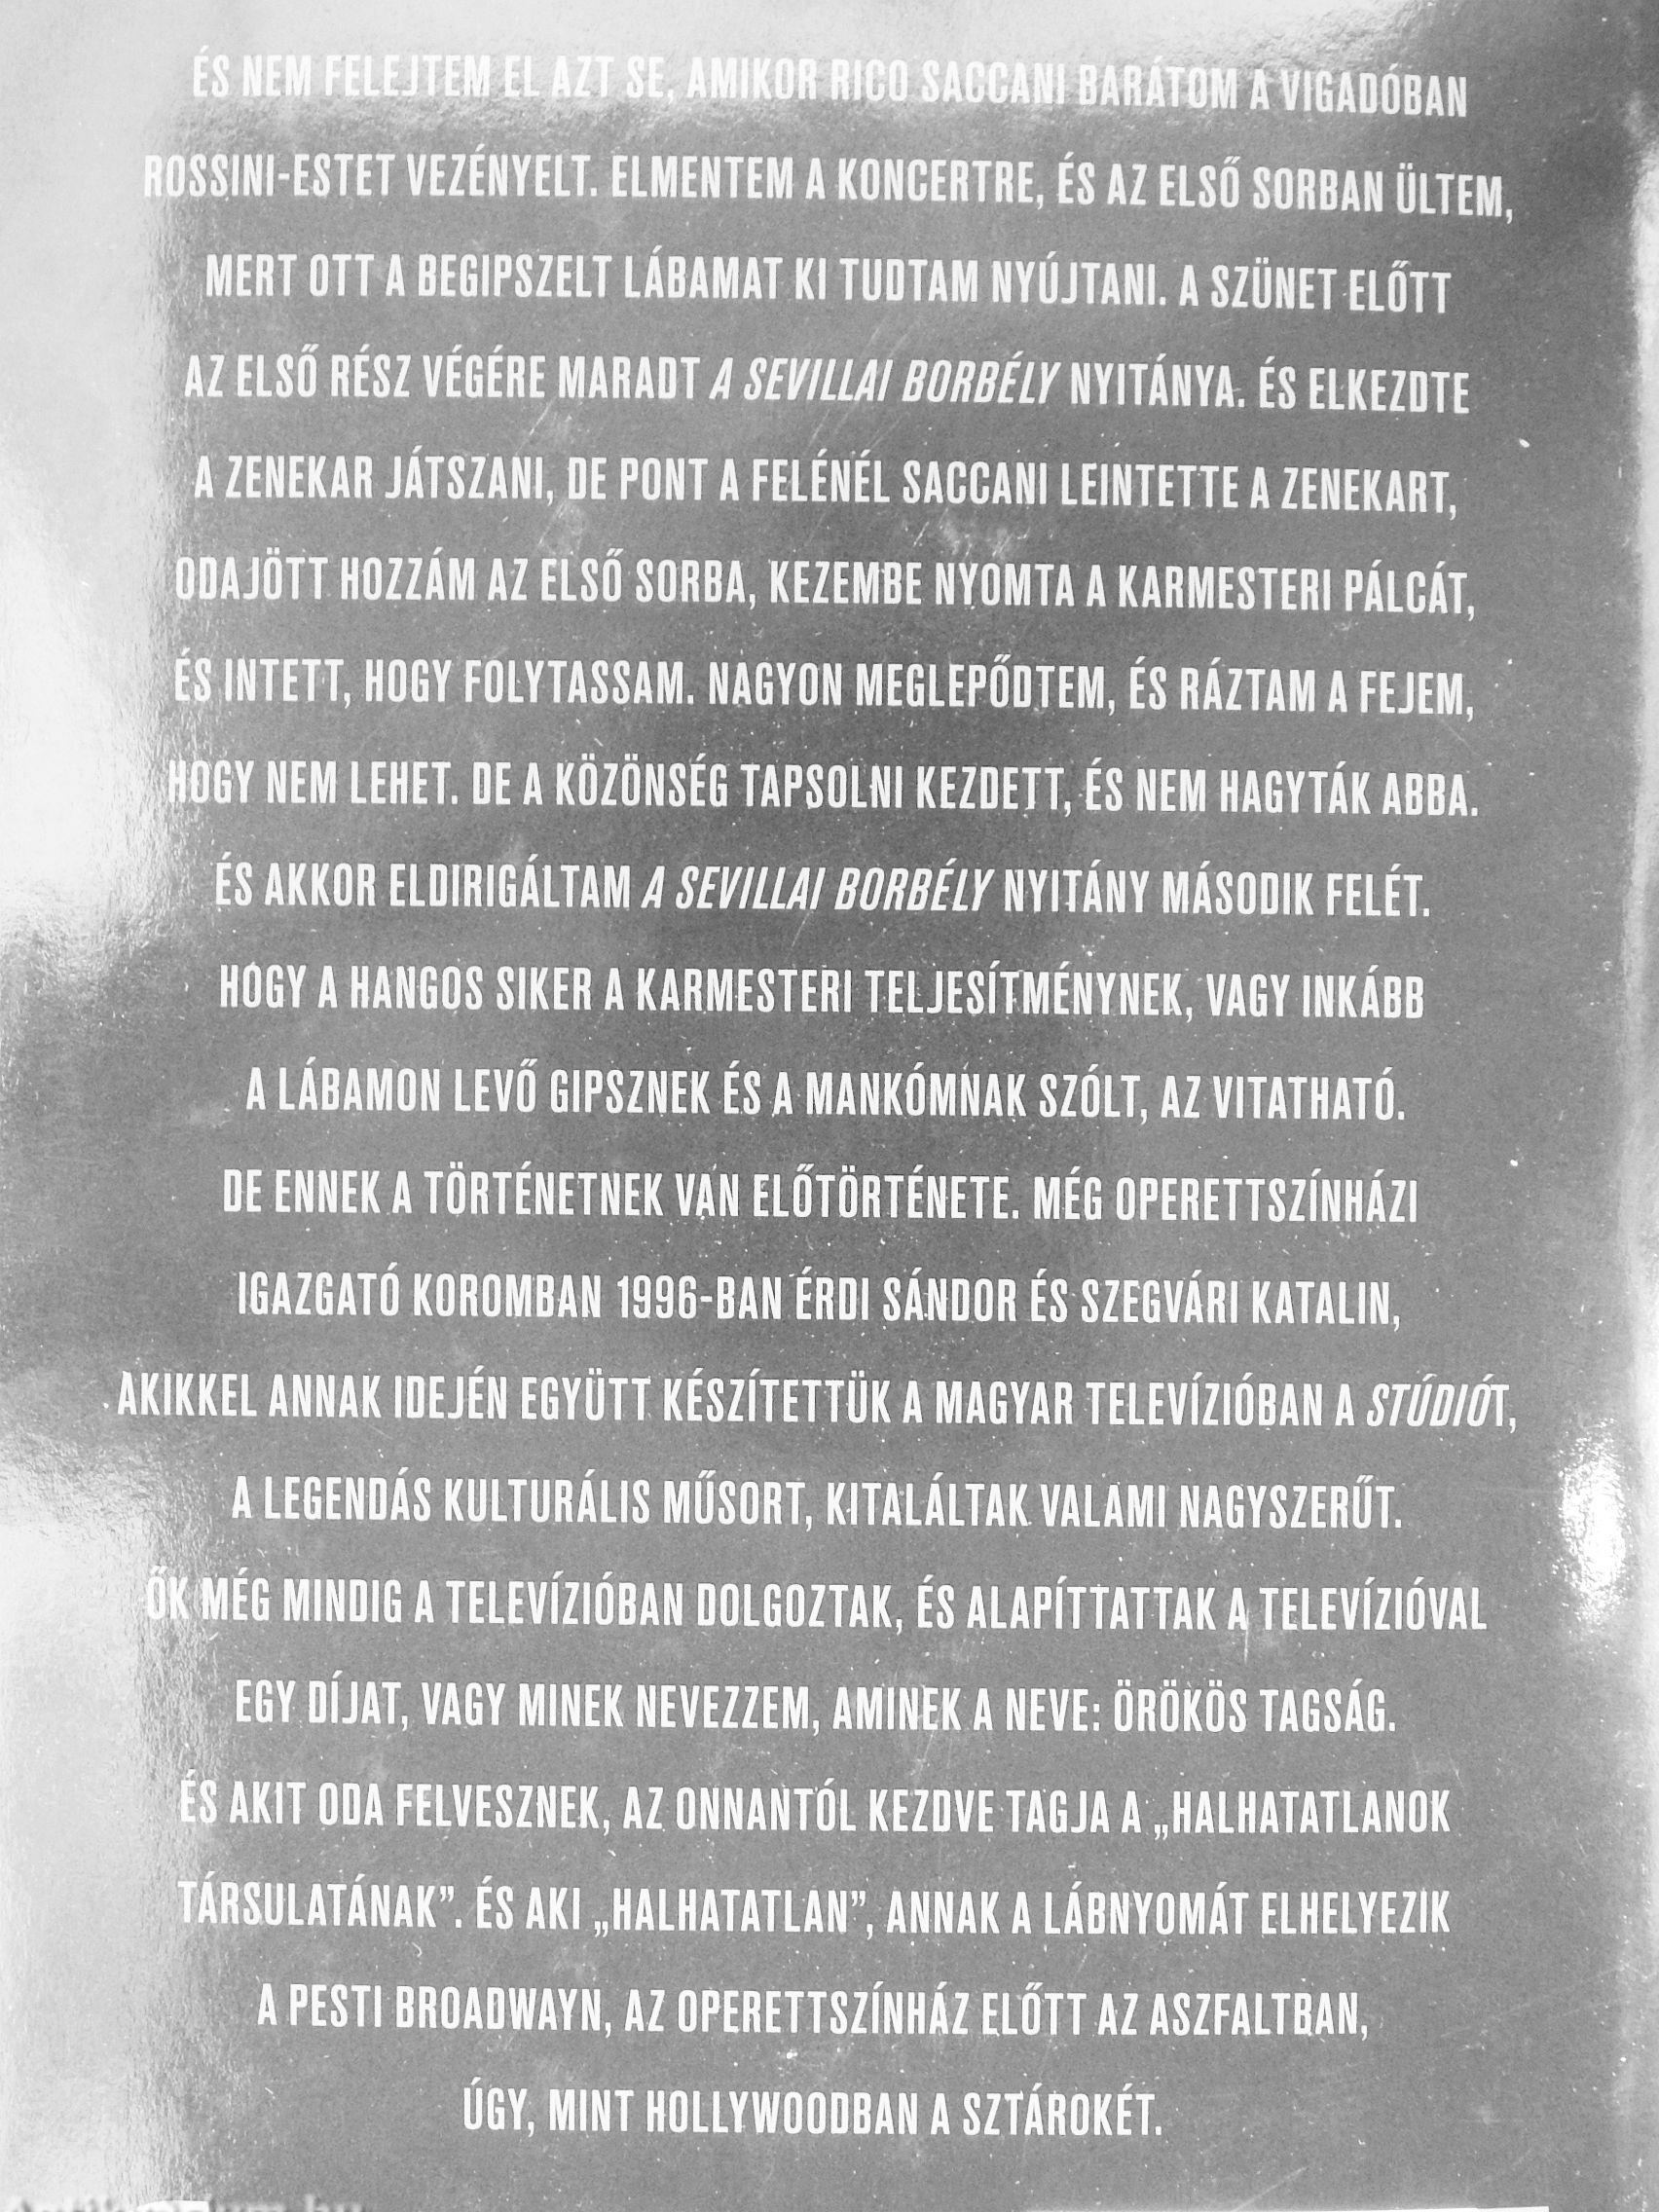 ÉS NEM FELEJTEM EL AZT SE, AMIKOR RICO SACCANI BARÁTOM A VIGADÓBAN
ROSSINI-ESTET VEZÉNYELT. ELMENTEM A KONCERTRE, ÉS AZ ELSŐ SORBAN ÜLTEM,
MERT OTT A BEGIPSZELT LÁBAMAT KI TUDTAM NYÚJTANI. A SZÜNET ELŐTT
AZ ELSŐ RÉSZ VÉGÉRE MARADT A SEVILLAI BORBÉLY NYITÁNYA. ÉS ELKEZDTE
A ZENEKAR JÁTSZANI, DE PONT A FELÉNÉL SACCANI LEINTETTE A ZENEKART,
ODAJÖTT HOZZÁM AZ ELSŐ SORBA, KEZEMBE NYOMTA A KARMESTERI PÁLCÁT,
ÉS INTETT, HOGY FOLYTASSAM. NAGYON MEGLEPŐDTEM, ÉS RÁZTAM A FEJEM,
HOGY NEM LEHET. DE A KÖZÖNSÉG TAPSOLNI KEZDETT, ÉS NEM HAGYTÁK ABBA.
ÉS AKKOR ELDIRIGÁLTAM A SEVILLAI BORBÉLY NYITÁNY MÁSODIK FELÉT.
HOGY A HANGOS SIKER A KARMESTERI TELJESÍTMÉNYNEK, VAGY INKÁBB
A LÁBAMON LEVŐ GIPSZNEK ÉS A MANKÓMNAK SZÓLT, AZ VITATHATÓ.
DE ENNEK A TÖRTÉNETNEK VAN ELŐTÖRTÉNETE. MÉG OPERETTSZÍNHÁZI
IGAZGATÓ KOROMBAN 1996-BAN ÉRDI SÁNDOR ÉS SZEGVÁRI KATALIN,
AKIKKEL ANNAK IDEJÉN EGYÜTT KÉSZÍTETTÜK A MAGYAR TELEVÍZIÓBAN A STÚDIÓT,
A LEGENDÁS KULTURÁLIS MŰSORT, KITALÁLTAK VALAMI NAGYSZERŰT.
ŐK MÉG MINDIG A TELEVÍZIÓBAN DOLGOZTAK, ÉS ALAPÍTTATTAK A TELEVÍZIÓVAL
EGY DÍJAT, VAGY MINEK NEVEZZEM, AMINEK A NEVE: ÖRÖKÖS TAGSÁG.
ÉS AKIT ODA FELVESZNEK, AZ ONNANTÓL KEZDVE TAGJA A „HALHATATLANOK
TÁRSULATÁNAK”. ÉS AKI „HALHATATLAN”, ANNAK A LÁBNYOMÁT ELHELYEZIK
A PESTI BROADWAYN, AZ OPERETTSZÍNHÁZ ELŐTT AZ ASZFALTBAN,
ÚGY, MINT HOLLYWOODBAN A SZTÁROKÉT.